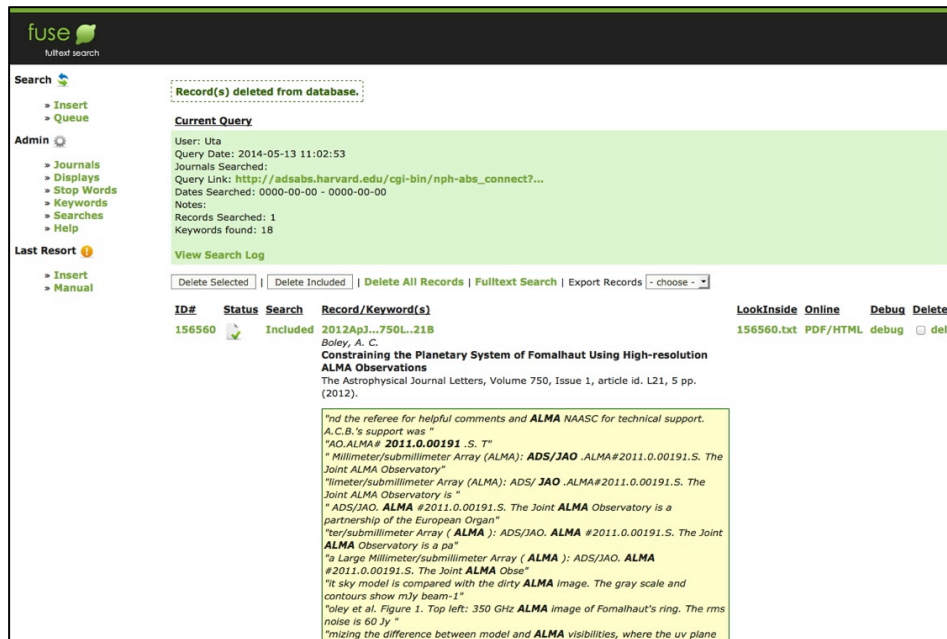 fuse
fulltext search
Search
» Insert
» Queue
Admin
» Journals
» Displays
» Stop Words
» Keywords
» Searches
» Help
Last Resort
» Insert
» Manual
Record(s) deleted from database.
Current Query
User: Uta
Query Date: 2014-05-13 11:02:53
Journals Searched:
Query Link: http://adsabs.harvard.edu/cgi-bin/nph-abs_connect?...
Dates Searched: 0000-00-00 - 0000-00-00
Notes:
Records Searched: 1
Keywords found: 18
View Search Log
Delete Selected | Delete Included | Delete All Records | Fulltext Search | Export Records - choose -
ID# Status Search Record/Keyword(s) LookInside Online Debug Delete
156560 Included 2012ApJ...750L..21B 156560.txt PDF/HTML debug del
Boley, A. C.
Constraining the Planetary System of Fomalhaut Using High-resolution
ALMA Observations
The Astrophysical Journal Letters, Volume 750, Issue 1, article id. L21, 5 pp.
(2012).
"nd the referee for helpful comments and ALMA NAASC for technical support.
A.C.B.'s support was "
"AO.ALMA# 2011.0.00191 .S. T"
" Millimeter/submillimeter Array (ALMA): ADS/JAO .ALMA#2011.0.00191.S. The
Joint ALMA Observatory"
"limeter/submillimeter Array (ALMA): ADS/ JAO .ALMA#2011.0.00191.S. The
Joint ALMA Observatory is "
" ADS/JAO. ALMA #2011.0.00191.S. The Joint ALMA Observatory is a
partnership of the European Organ"
"ter/submillimeter Array ( ALMA ): ADS/JAO. ALMA #2011.0.00191.S. The Joint
ALMA Observatory is a pa"
"a Large Millimeter/submillimeter Array ( ALMA ): ADS/JAO. ALMA
#2011.0.00191.S. The Joint ALMA Obse"
"it sky model is compared with the dirty ALMA image. The gray scale and
contours show mJy beam-1"
"oley et al. Figure 1. Top left: 350 GHz ALMA image of Fomalhaut's ring. The rms
noise is 60 Jy "
"mizing the difference between model and ALMA visibilities, where the uv plane